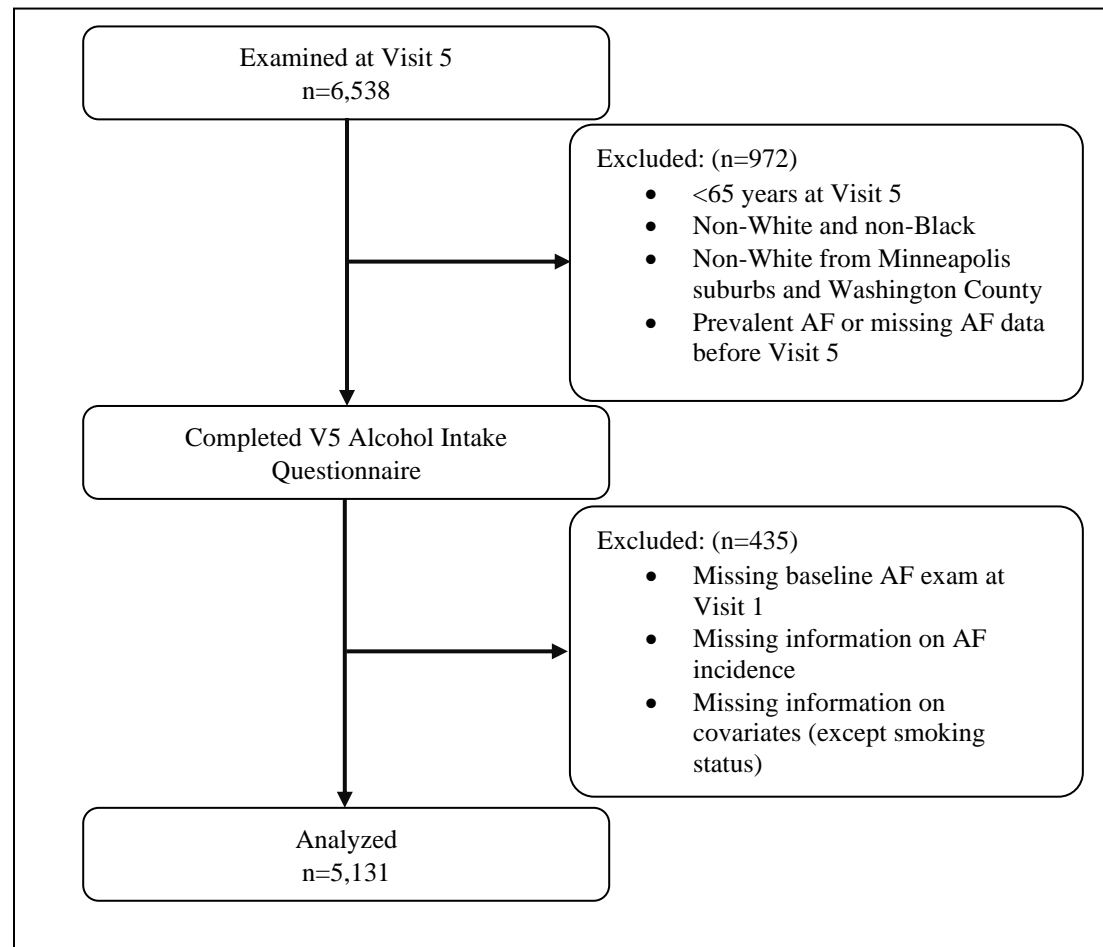 Examined at Visit 5
n=6,538
Excluded: (n=972)
• <65 years at Visit 5
• Non-White and non-Black
• Non-White from Minneapolis
suburbs and Washington County
• Prevalent AF or missing AF data
before Visit 5
Completed V5 Alcohol Intake
Questionnaire
Excluded: (n=435)
• Missing baseline AF exam at
Visit 1
• Missing information on AF
incidence
• Missing information on
covariates (except smoking
status)
Analyzed
n=5,131